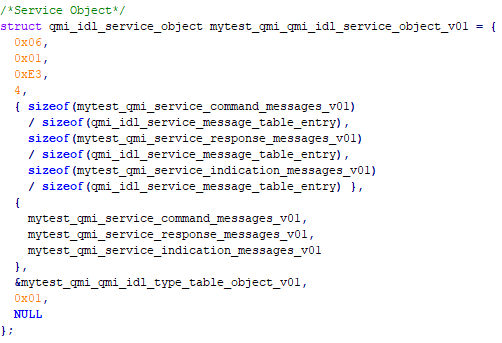 /*Service Object*/
struct qmi_idl_service_object mytest_qmi_qmi_idl_service_object_v01 = {
  0x06,
  0x01,
  0xE3,
  4,
  { sizeof(mytest_qmi_service_command_messages_v01)
    / sizeof(qmi_idl_service_message_table_entry),
    sizeof(mytest_qmi_service_response_messages_v01)
    / sizeof(qmi_idl_service_message_table_entry),
    sizeof(mytest_qmi_service_indication_messages_v01)
    / sizeof(qmi_idl_service_message_table_entry) },
  {
    mytest_qmi_service_command_messages_v01,
    mytest_qmi_service_response_messages_v01,
    mytest_qmi_service_indication_messages_v01
  },
  &mytest_qmi_qmi_idl_type_table_object_v01,
  0x01,
  NULL
};